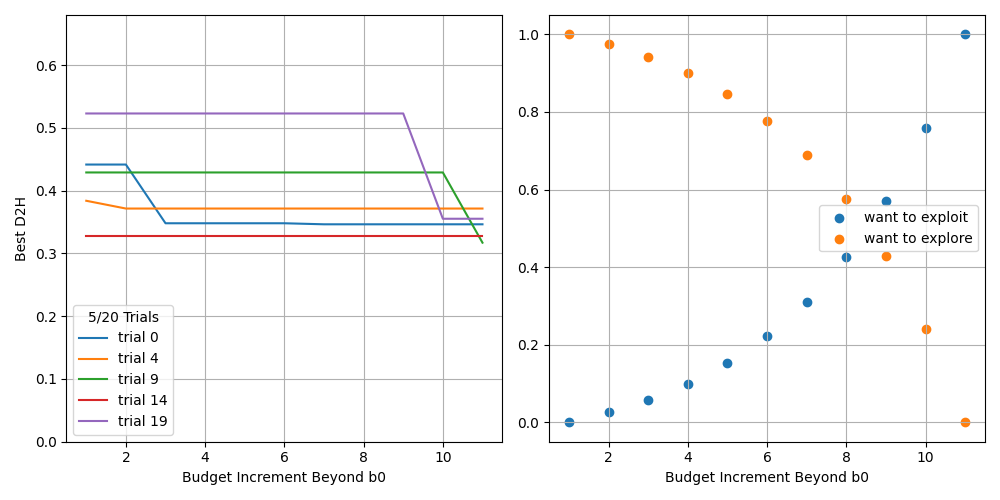 0.6
0.5
0.4
0.3
0.2
0.1
0.0
Best D2H
5/20 Trials
trial 0
trial 4
trial 9
trial 14
trial 19
2 4 6 8 10
Budget Increment Beyond b0
1.0
0.8
0.6
0.4
0.2
0.0
want to exploit
want to explore
2 4 6 8 10
Budget Increment Beyond b0